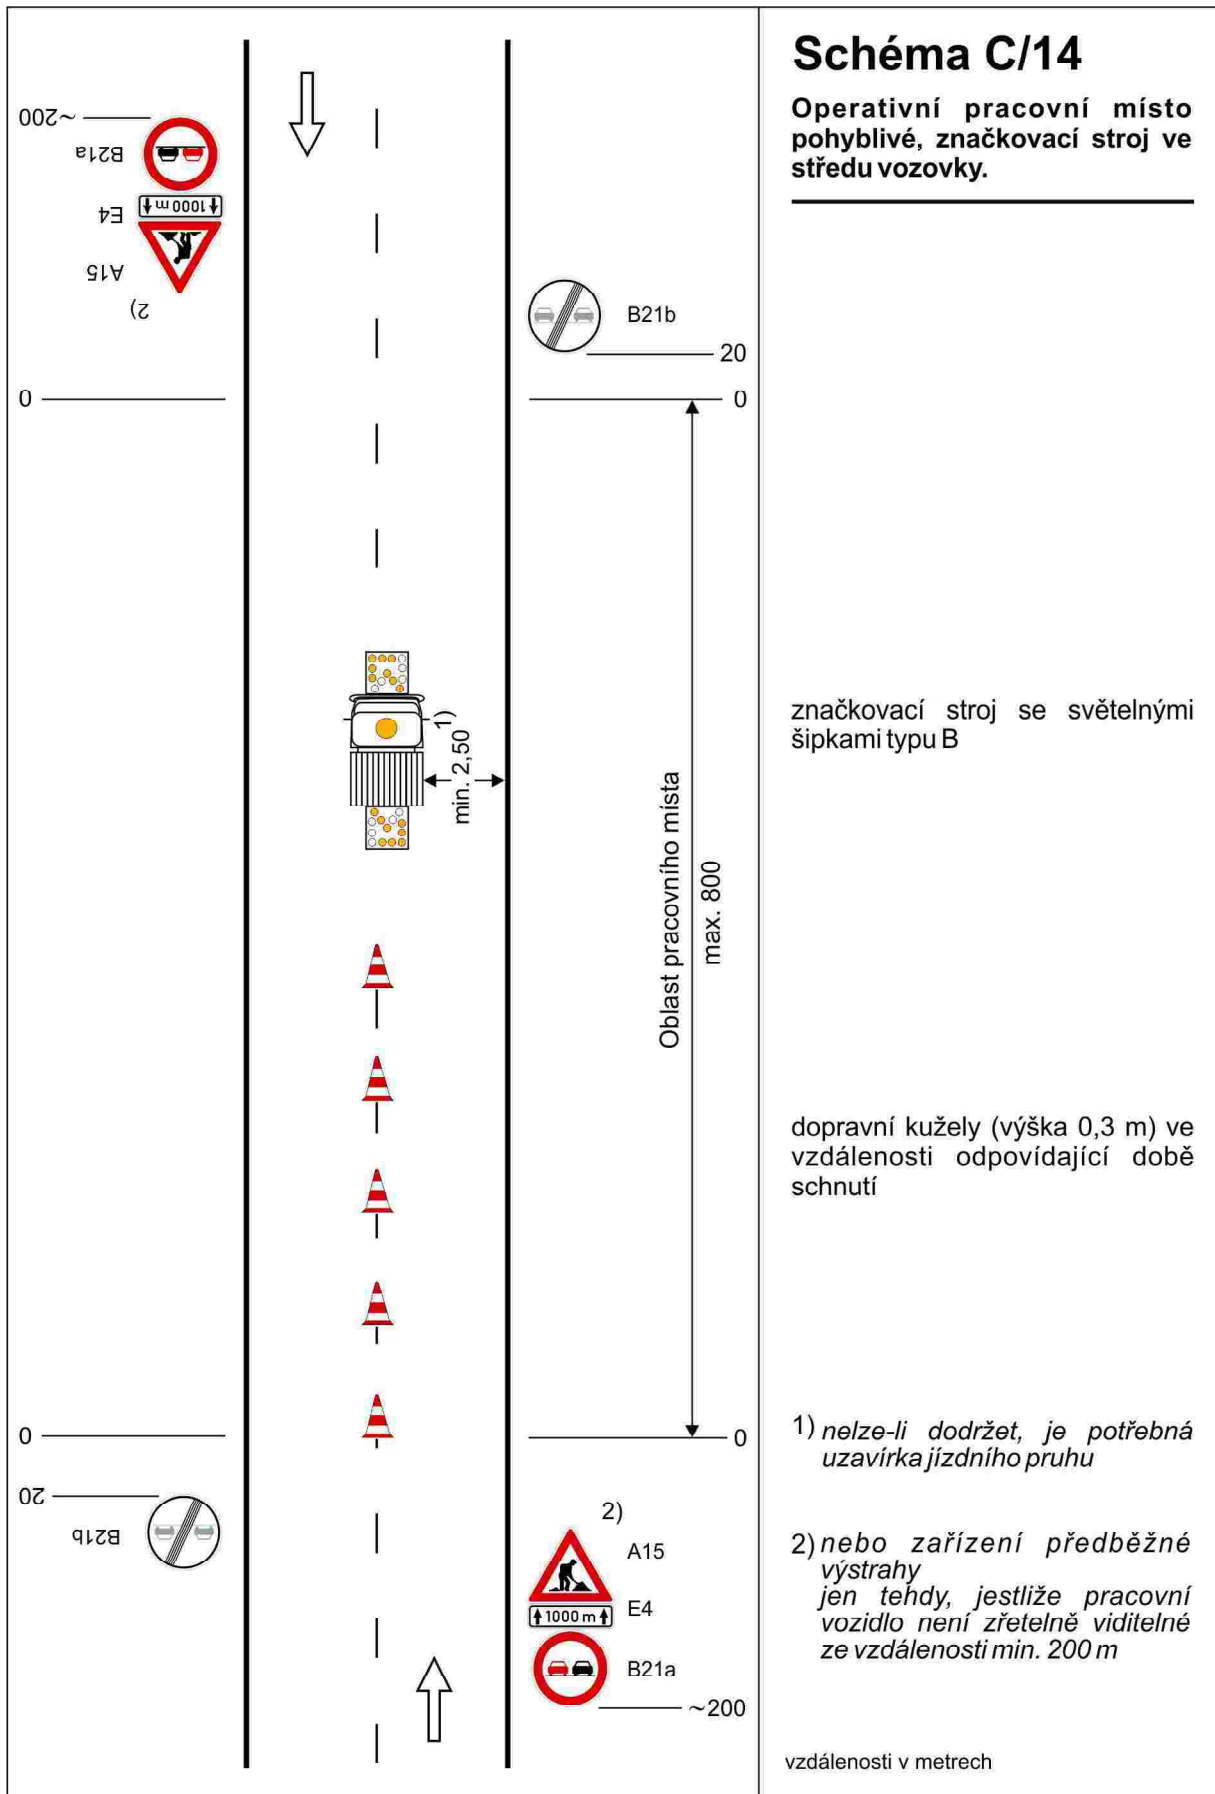 Schéma C/14
Operativní pracovní místo
pohyblivé, značkovací stroj ve
středu vozovky.
~200
B21a
1000 m
E4
A15
2)
B21b
20
0
0
1)
min. 2,50
Oblast pracovního místa
max. 800
značkovací stroj se světelnými
šipkami typu B
dopravní kužely (výška 0,3 m) ve
vzdálenosti odpovídající době
schnutí
0
0
20
B21b
2)
A15
E4
1000 m
B21a
~200
1) nelze-li dodržet, je potřebná
uzavírka jízdního pruhu
2) nebo zařízení předběžné
výstrahy
jen tehdy, jestliže pracovní
vozidlo není zřetelně viditelné
ze vzdálenosti min. 200 m
vzdálenosti v metrech